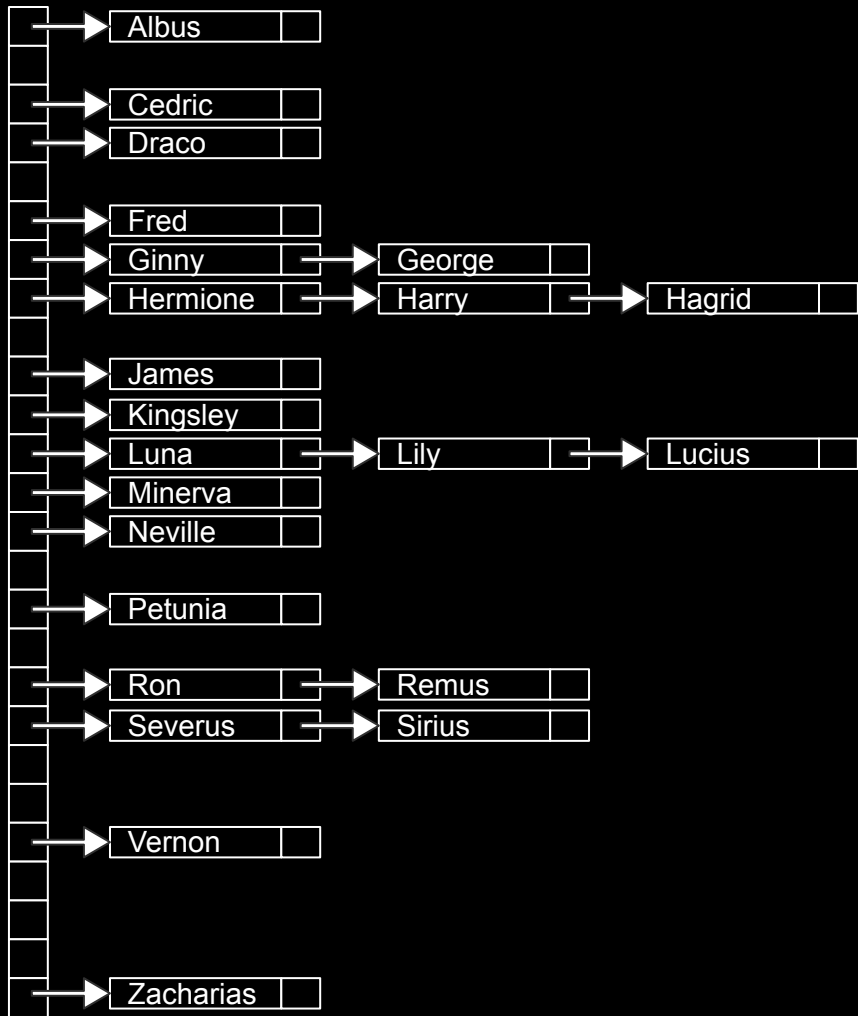 Albus
Cedric
Draco
Fred
Ginny George
Hermione Harry Hagrid
James
Kingsley
Luna Lily Lucius
Minerva
Neville
Petunia
Ron Remus
Severus Sirius
Vernon
Zacharias